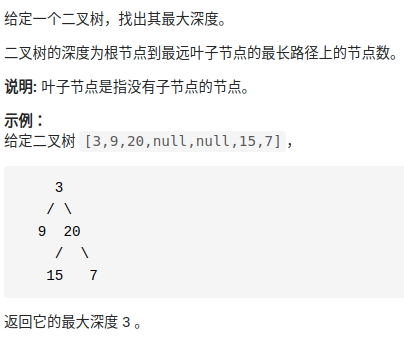 给定一个二叉树，找出其最大深度。
二叉树的深度为根节点到最远叶子节点的最长路径上的节点数。
说明: 叶子节点是指没有子节点的节点。
示例：
给定二叉树 [3,9,20,null,null,15,7]，
3
/ \
9 20
/ \
15 7
返回它的最大深度 3 。